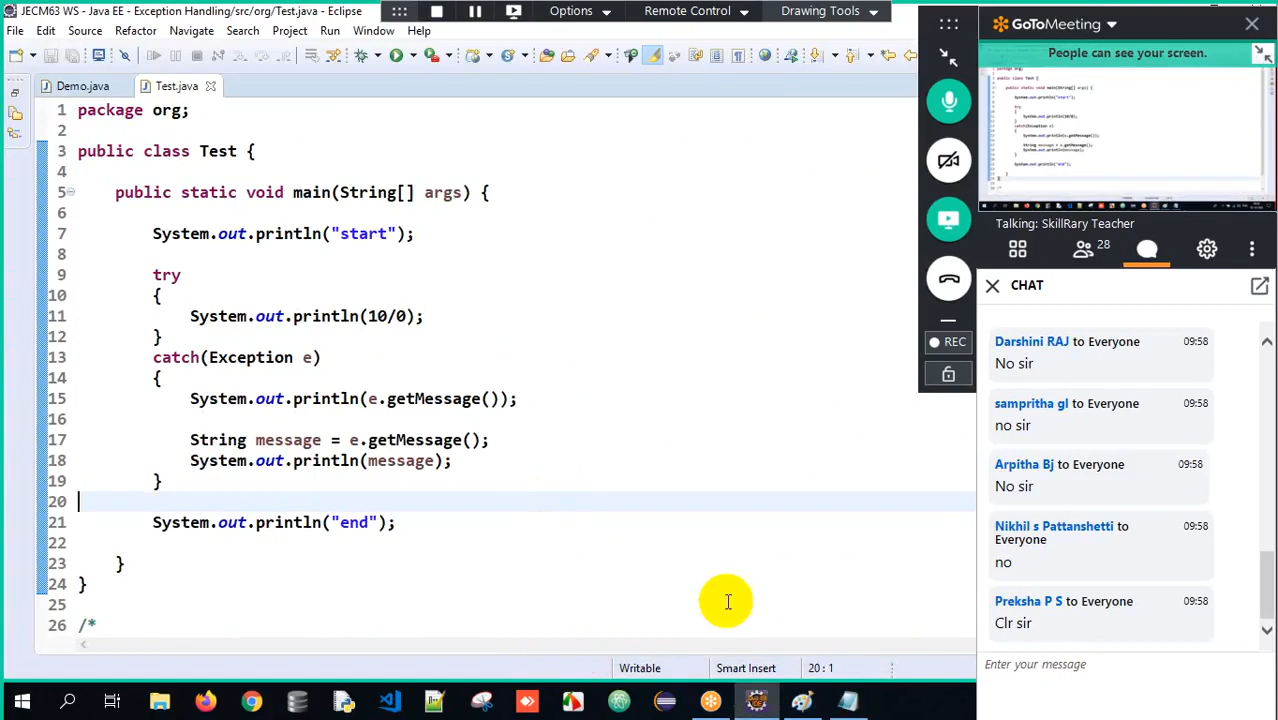 JECM63 WS - Java EE - Exception Handling/src/org/Test.java - Eclipse
Options
Remote Control
Drawing Tools
File Edit Source Refactor Navigate Search Project Run Window Help
Demo.java
Test.java
1 package org;
2
3 public class Test {
4
5 public static void main(String[] args) {
6
7 System.out.println("start");
8
9 try
10 {
11 System.out.println(10/0);
12 }
13 catch(Exception e)
14 {
15 System.out.println(e.getMessage());
16
17 String message = e.getMessage();
18 System.out.println(message);
19 }
20
21 System.out.println("end");
22
23 }
24 }
25
26 /*
Writable Smart Insert 20 : 1
REC
GoToMeeting
People can see your screen.
Talking: SkillRary Teacher
28
CHAT
Darshini RAJ to Everyone 09:58
No sir
sampritha gl to Everyone 09:58
no sir
Arpitha Bj to Everyone 09:58
No sir
Nikhil s Pattanshetti to Everyone 09:58
no
Preksha P S to Everyone 09:58
Clr sir
Enter your message